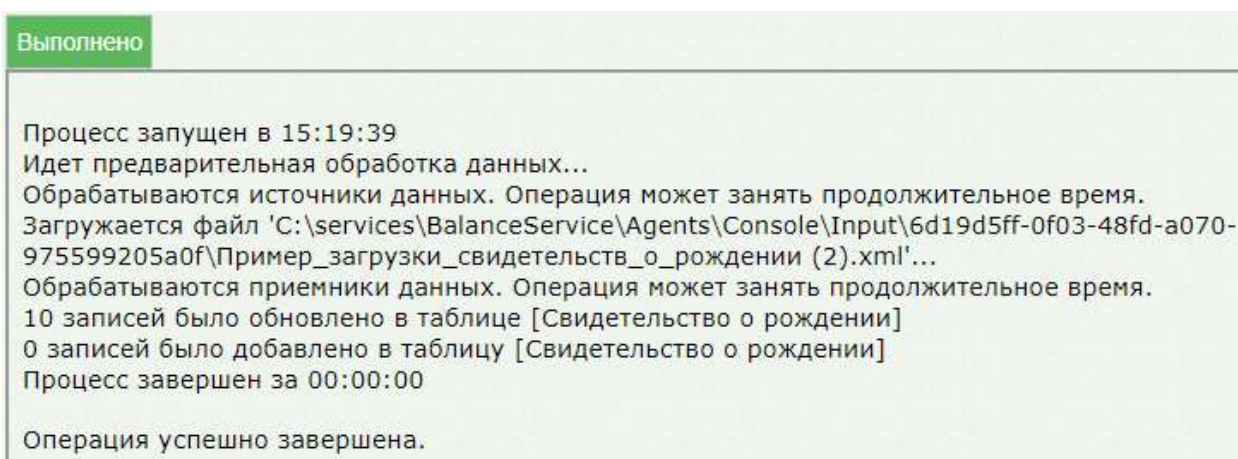 Выполнено
Процесс запущен в 15:19:39
Идет предварительная обработка данных...
Обрабатываются источники данных. Операция может занять продолжительное время.
Загружается файл 'C:\services\BalanceService\Agents\Console\Input\6d19d5ff-0f03-48fd-a070-
975599205a0f\Пример_загрузки_свидетельств_о_рождении (2).xml'...
Обрабатываются приемники данных. Операция может занять продолжительное время.
10 записей было обновлено в таблице [Свидетельство о рождении]
0 записей было добавлено в таблицу [Свидетельство о рождении]
Процесс завершен за 00:00:00
Операция успешно завершена.